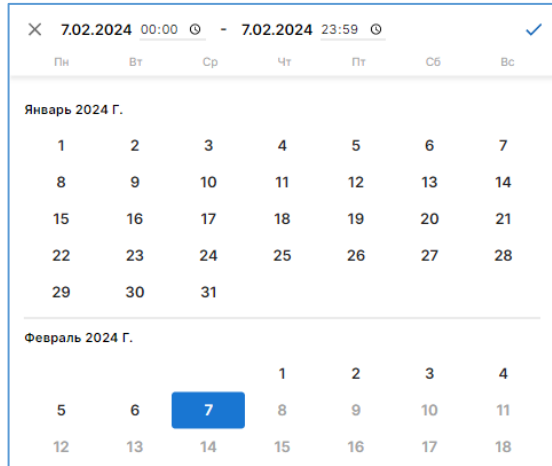 7.02.2024 00:00 - 7.02.2024 23:59
Пн Вт Ср Чт Пт Сб Вс
Январь 2024 Г.
1 2 3 4 5 6 7
8 9 10 11 12 13 14
15 16 17 18 19 20 21
22 23 24 25 26 27 28
29 30 31
Февраль 2024 Г.
1 2 3 4
5 6 7 8 9 10 11
12 13 14 15 16 17 18